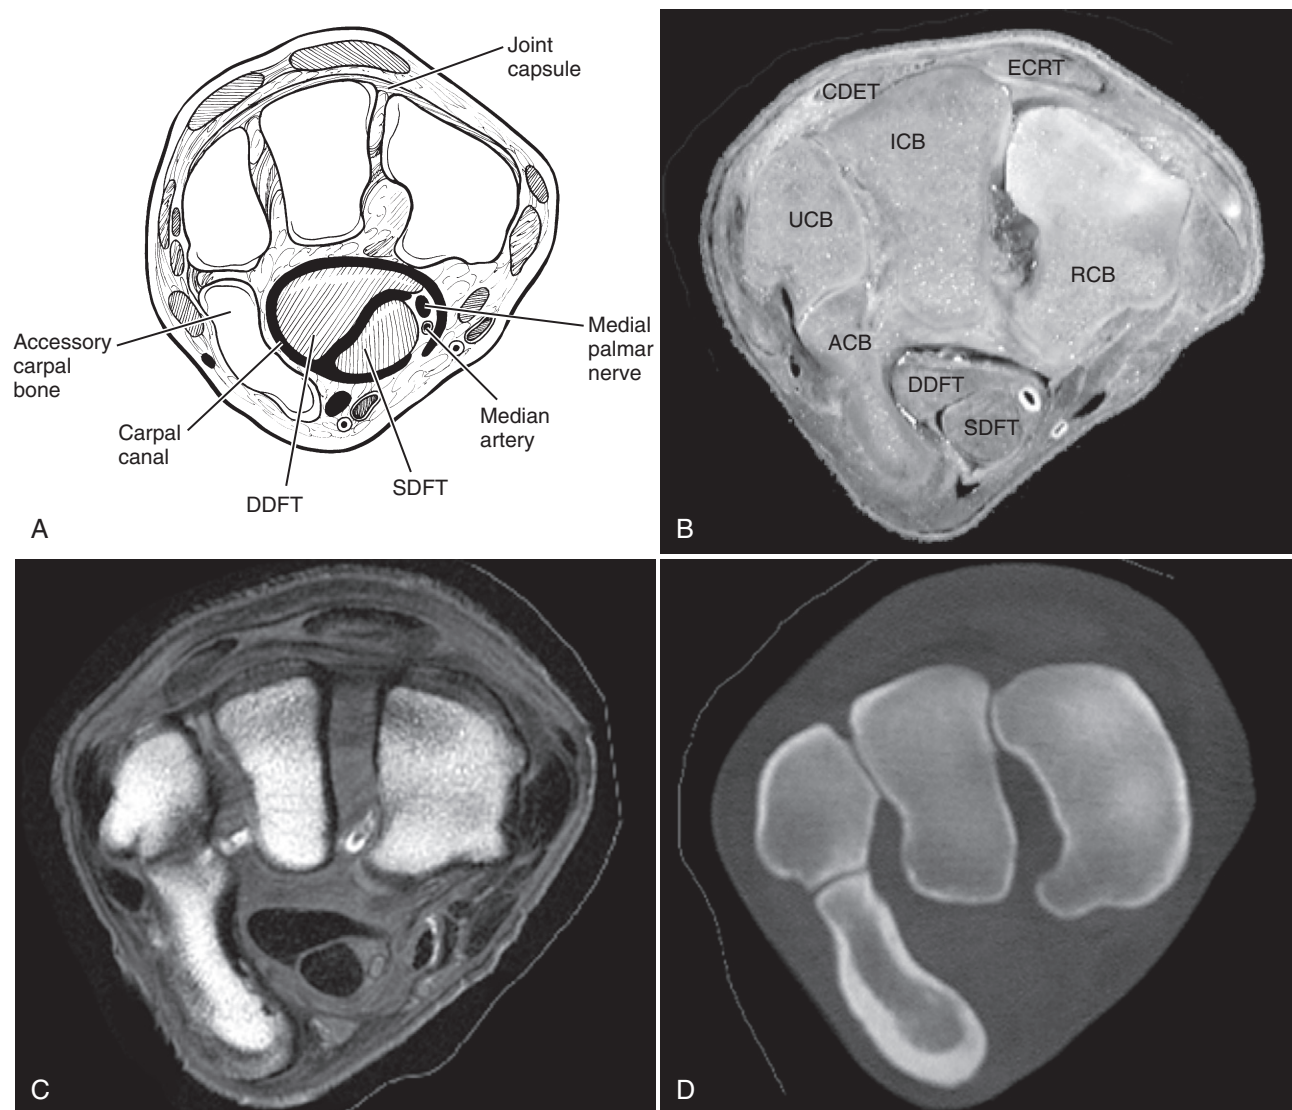 Joint
capsule
Accessory
carpal
bone
Carpal
canal
DDFT
SDFT
Median
artery
Medial
palmar
nerve
A
CDET
ECRT
ICB
UCB
RCB
ACB
DDFT
SDFT
B
C
D